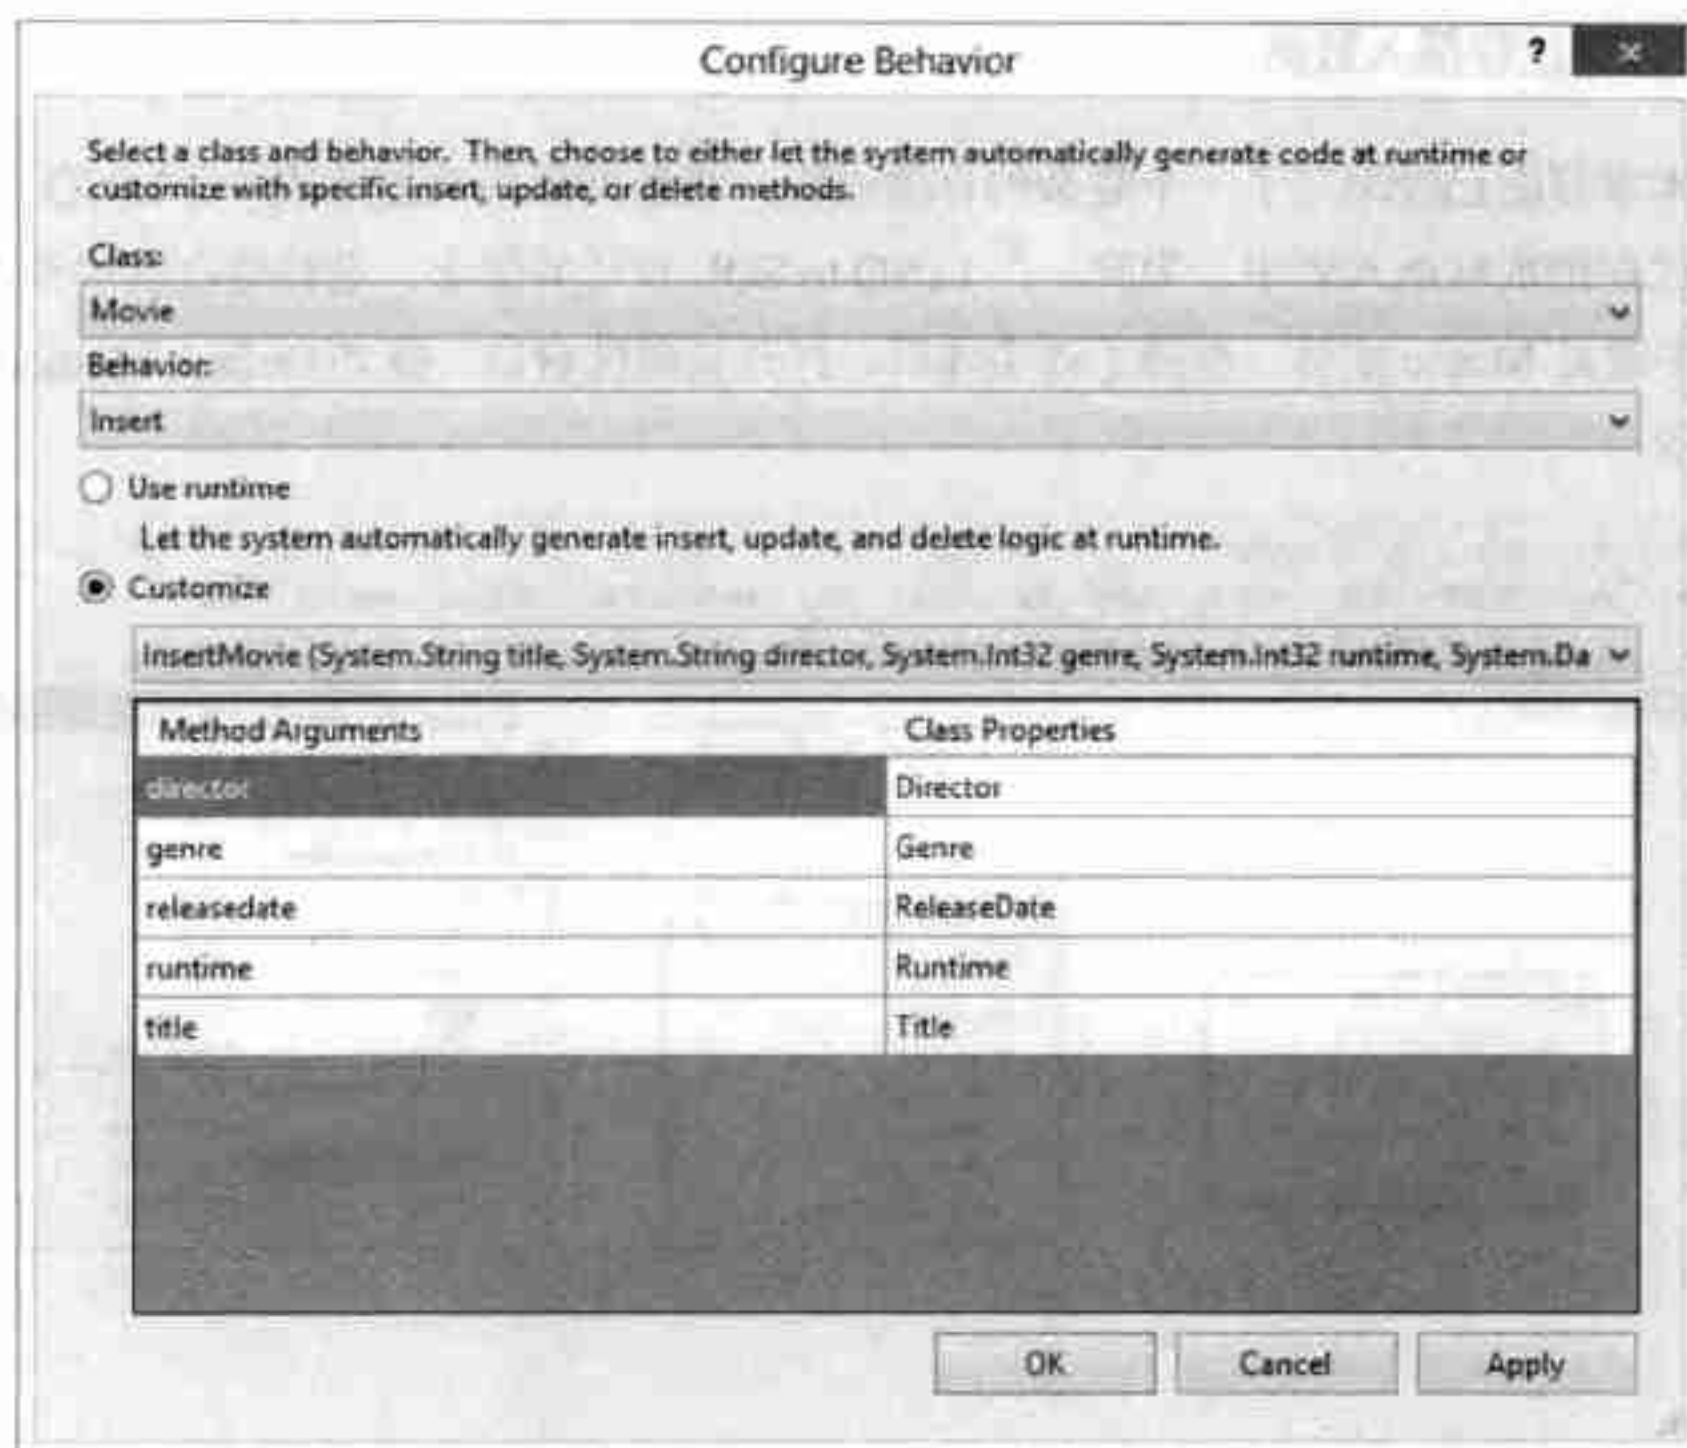 Configure Behavior
?
Select a class and behavior. Then, choose to either let the system automatically generate code at runtime or
customize with specific insert, update, or delete methods.
Class:
Movie
Behavior:
Insert
Use runtime
Let the system automatically generate insert, update, and delete logic at runtime.
Customize
InsertMovie (System.String title, System.String director, System.Int32 genre, System.Int32 runtime, System.Da
Method Arguments Class Properties
director Director
genre Genre
releasedate ReleaseDate
runtime Runtime
title Title
OK Cancel Apply